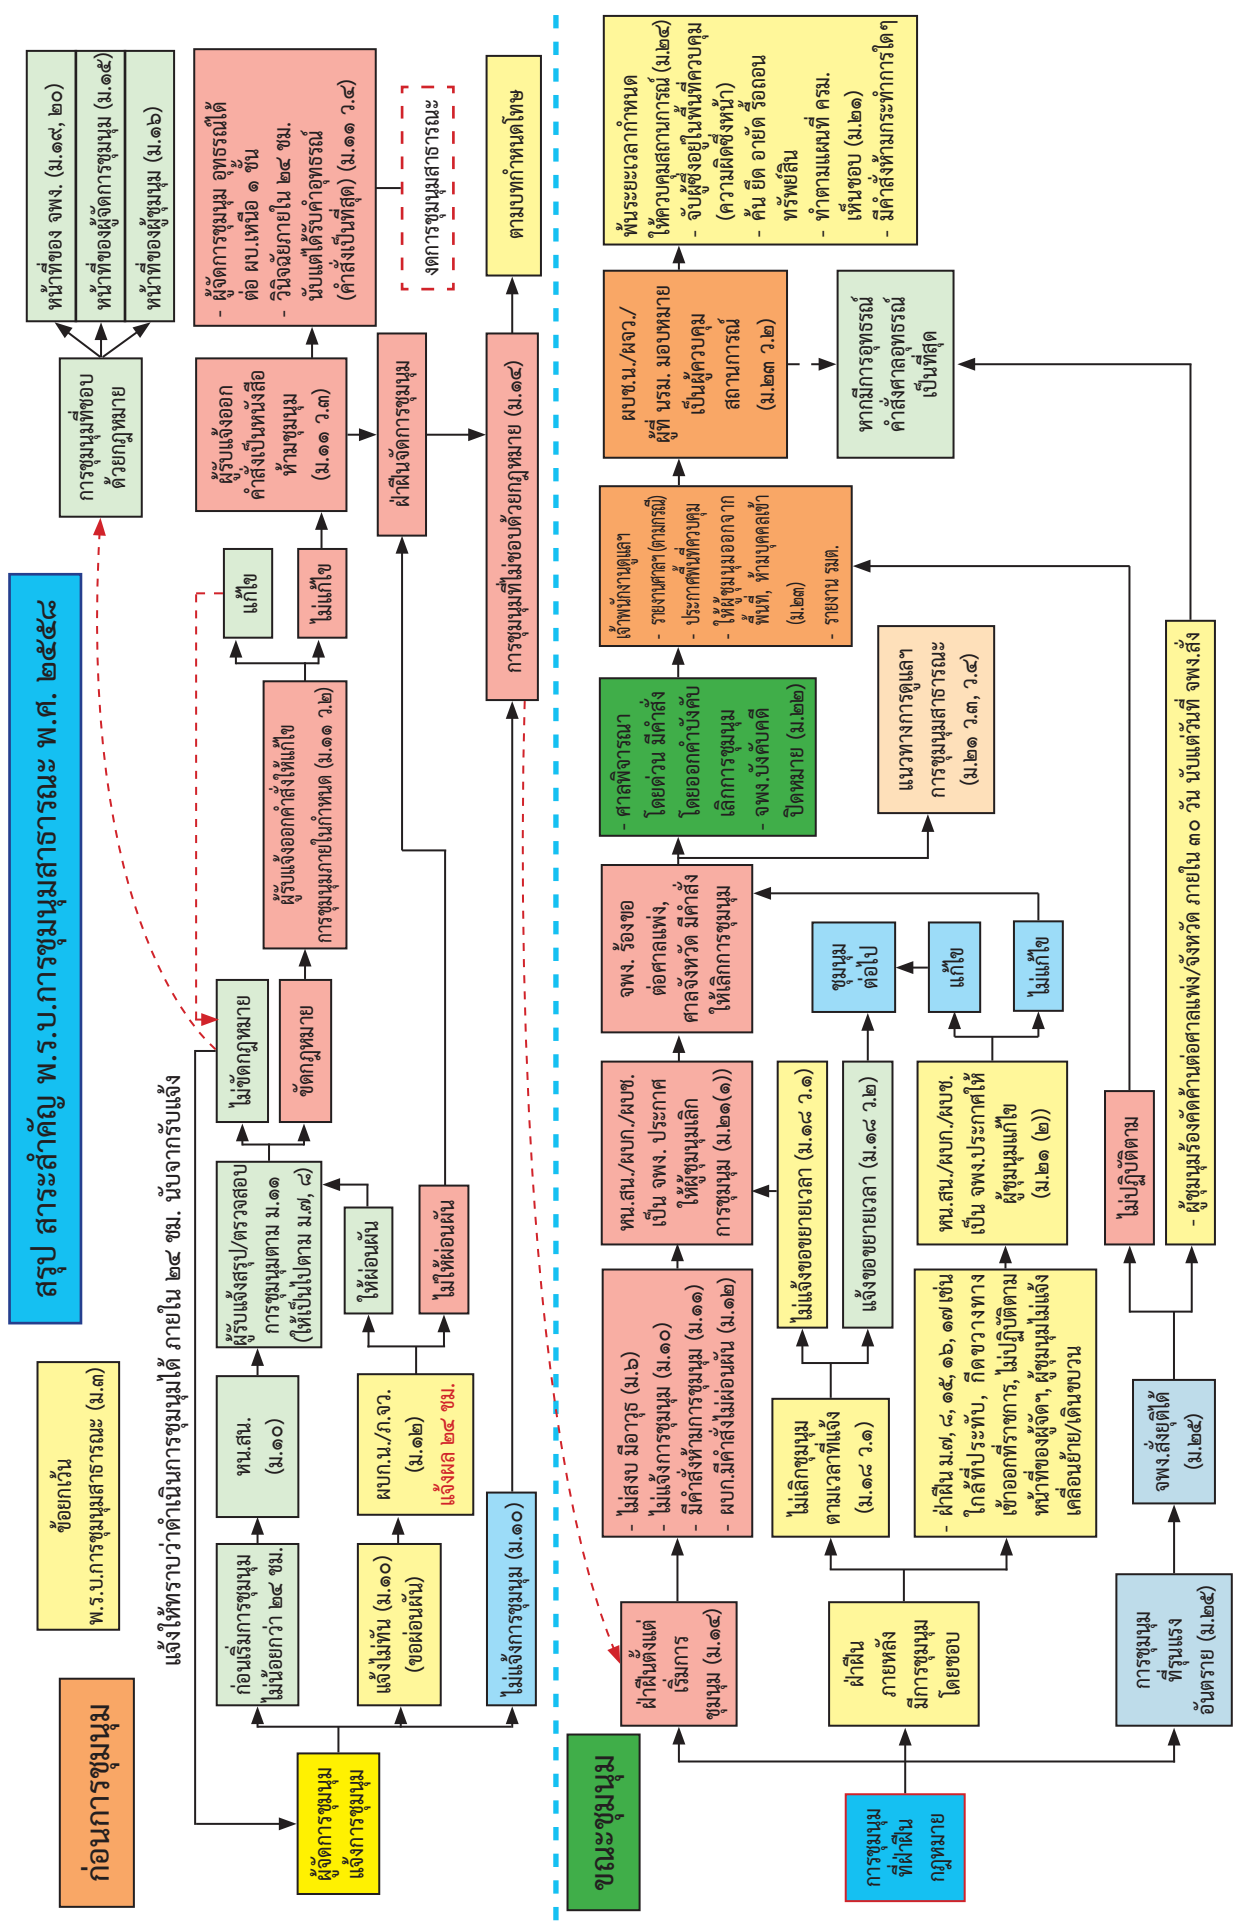 สรุป สาระสำคัญ พ.ร.บ.การชุมนุมสาธารณะ พ.ศ. ๒๕๕๘
ก่อนการชุมนุม
ข้อยกเว้น
พ.ร.บ.การชุมนุมสาธารณะ (ม.๓)
แจ้งให้ทราบว่าดำเนินการชุมนุมได้ ภายใน ๒๔ ชม. นับจากรับแจ้ง
ผู้จัดการชุมนุม
แจ้งการชุมนุม
ก่อนเริ่มการชุมนุม
ไม่น้อยกว่า ๒๔ ชม.
หน.สน.
(ม.๑๐)
ผู้รับแจ้งสรุป/ตรวจสอบ
การชุมนุมตาม ม.๑๑
(ให้เป็นไปตาม ม.๗, ๘)
ไม่ขัดกฎหมาย
ขัดกฎหมาย
ผู้รับแจ้งออกคำสั่งให้แก้ไข
การชุมนุมภายในกำหนด (ม.๑๑ ว.๒)
แก้ไข
ไม่แก้ไข
ผู้รับแจ้งออก
คำสั่งเป็นหนังสือ
ห้ามชุมนุม
(ม.๑๑ ว.๓)
- ผู้จัดการชุมนุม อุทธรณ์ได้
ต่อ ผบ.เหนือ ๑ ชั้น
- วินิจฉัยภายใน ๒๔ ชม.
นับแต่ได้รับคำอุทธรณ์
(คำสั่งเป็นที่สุด) (ม.๑๑ ว.๔)
งดการชุมนุมสาธารณะ
การชุมนุมที่ชอบ
ด้วยกฎหมาย
หน้าที่ของ จพง. (ม.๑๙, ๒๐)
หน้าที่ของผู้จัดการชุมนุม (ม.๑๕)
หน้าที่ของผู้ชุมนุม (ม.๑๖)
แจ้งไม่ทัน (ม.๑๐)
(ขอผ่อนผัน)
ผบก.น./ภ.จว.
(ม.๑๒)
แจ้งผล ๒๔ ชม.
ให้ผ่อนผัน
ไม่ให้ผ่อนผัน
ฝ่าฝืนจัดการชุมนุม
ไม่แจ้งการชุมนุม (ม.๑๐)
การชุมนุมที่ไม่ชอบด้วยกฎหมาย (ม.๑๔)
ตามบทกำหนดโทษ
ขณะชุมนุม
การชุมนุม
ที่ฝ่าฝืน
กฎหมาย
ฝ่าฝืนตั้งแต่
เริ่มการ
ชุมนุม (ม.๑๔)
- ไม่สงบ มีอาวุธ (ม.๖)
- ไม่แจ้งการชุมนุม (ม.๑๐)
- มีคำสั่งห้ามการชุมนุม (ม.๑๑)
- ผบก.มีคำสั่งไม่ผ่อนผัน (ม.๑๒)
หน.สน./ผบก./ผบช.
เป็น จพง. ประกาศ
ให้ผู้ชุมนุมเลิก
การชุมนุม (ม.๒๑(๑))
จพง. ร้องขอ
ต่อศาลแพ่ง,
ศาลจังหวัด มีคำสั่ง
ให้เลิกการชุมนุม
- ศาลพิจารณา
โดยด่วน มีคำสั่ง
โดยออกคำบังคับ
เลิกการชุมนุม
- จพง.บังคับคดี
ปิดหมาย (ม.๒๒)
เจ้าพนักงานดูแลฯ
- รายงานศาลฯ (ตามกรณี)
- ประกาศพื้นที่ควบคุม
- ให้ผู้ชุมนุมออกจาก
พื้นที่, ห้ามบุคคลเข้า
(ม.๒๓)
- รายงาน รมต.
ผบช.น./ผจว./
ผู้ที่ นรม. มอบหมาย
เป็นผู้ควบคุม
สถานการณ์
(ม.๒๓ ว.๒)
พ้นระยะเวลากำหนด
ให้ควบคุมสถานการณ์ (ม.๒๔)
- จับผู้ซึ่งอยู่ในพื้นที่ควบคุม
(ความผิดซึ่งหน้า)
- ค้น ยึด อายัด รื้อถอน
ทรัพย์สิน
- ทำตามแผนที่ ครม.
เห็นชอบ (ม.๒๑)
- มีคำสั่งห้ามกระทำการใดๆ
หากมีการอุทธรณ์
คำสั่งศาลอุทธรณ์
เป็นที่สุด
แนวทางการดูแลฯ
การชุมนุมสาธารณะ
(ม.๒๑ ว.๓, ว.๔)
ฝ่าฝืน
ภายหลัง
มีการชุมนุม
โดยชอบ
ไม่เลิกชุมนุม
ตามเวลาที่แจ้ง
(ม.๑๘ ว.๑)
ไม่แจ้งขอขยายเวลา (ม.๑๘ ว.๑)
แจ้งขอขยายเวลา (ม.๑๘ ว.๒)
ชุมนุม
ต่อไป
- ฝ่าฝืน ม.๗, ๘, ๑๕, ๑๖, ๑๗ เช่น
ใกล้ที่ประทับ, กีดขวางทาง
เข้าออกที่ราชการ, ไม่ปฏิบัติตาม
หน้าที่ของผู้จัดฯ, ผู้ชุมนุมไม่แจ้ง
เคลื่อนย้าย/เดินขบวน
หน.สน./ผบก./ผบช.
เป็น จพง.ประกาศให้
ผู้ชุมนุมแก้ไข
(ม.๒๑ (๒))
แก้ไข
ไม่แก้ไข
การชุมนุม
ที่รุนแรง
อันตราย (ม.๒๕)
จพง.สั่งยุติได้
(ม.๒๕)
ไม่ปฏิบัติตาม
- ผู้ชุมนุมร้องคัดค้านต่อศาลแพ่ง/จังหวัด ภายใน ๓๐ วัน นับแต่วันที่ จพง.สั่ง